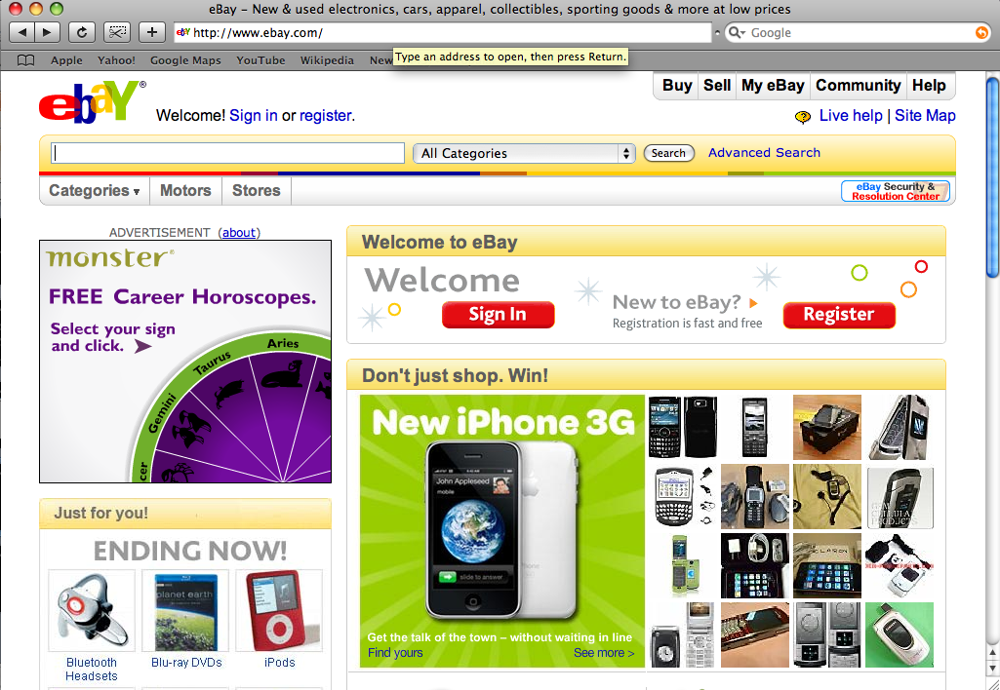 eBay – New & used electronics, cars, apparel, collectibles, sporting goods & more at low prices
http://www.ebay.com/
Google
Apple Yahoo! Google Maps YouTube Wikipedia New
Type an address to open, then press Return.
ebaY®
Welcome! Sign in or register.
Buy Sell My eBay Community Help
Live help | Site Map
All Categories Search Advanced Search
Categories ▾ Motors Stores
eBay Security &
Resolution Center
ADVERTISEMENT (about)
monster®
FREE Career Horoscopes.
Select your sign
and click.
Aries
Taurus
Gemini
cer
Just for you!
ENDING NOW!
planet earth
Bluetooth
Headsets
Blu-ray DVDs
iPods
Welcome to eBay
Welcome
Sign In
New to eBay?
Registration is fast and free
Register
Don't just shop. Win!
New iPhone 3G
John Appleseed
mobile
slide to answer
iPhone
Get the talk of the town – without waiting in line
Find yours See more >